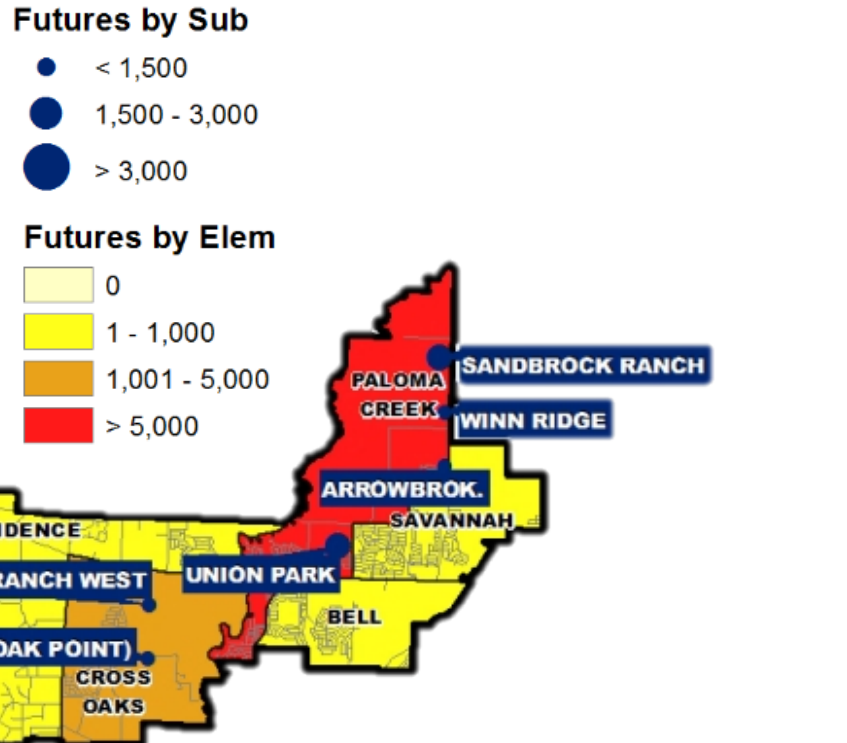 Futures by Sub
< 1,500
1,500 - 3,000
> 3,000
Futures by Elem
0
1 - 1,000
1,001 - 5,000
> 5,000
SANDBROCK RANCH
PALOMA
CREEK
WINN RIDGE
ARROWBROK.
SAVANNAH
IDENCE
RANCH WEST
UNION PARK
BELL
OAK POINT)
CROSS
OAKS